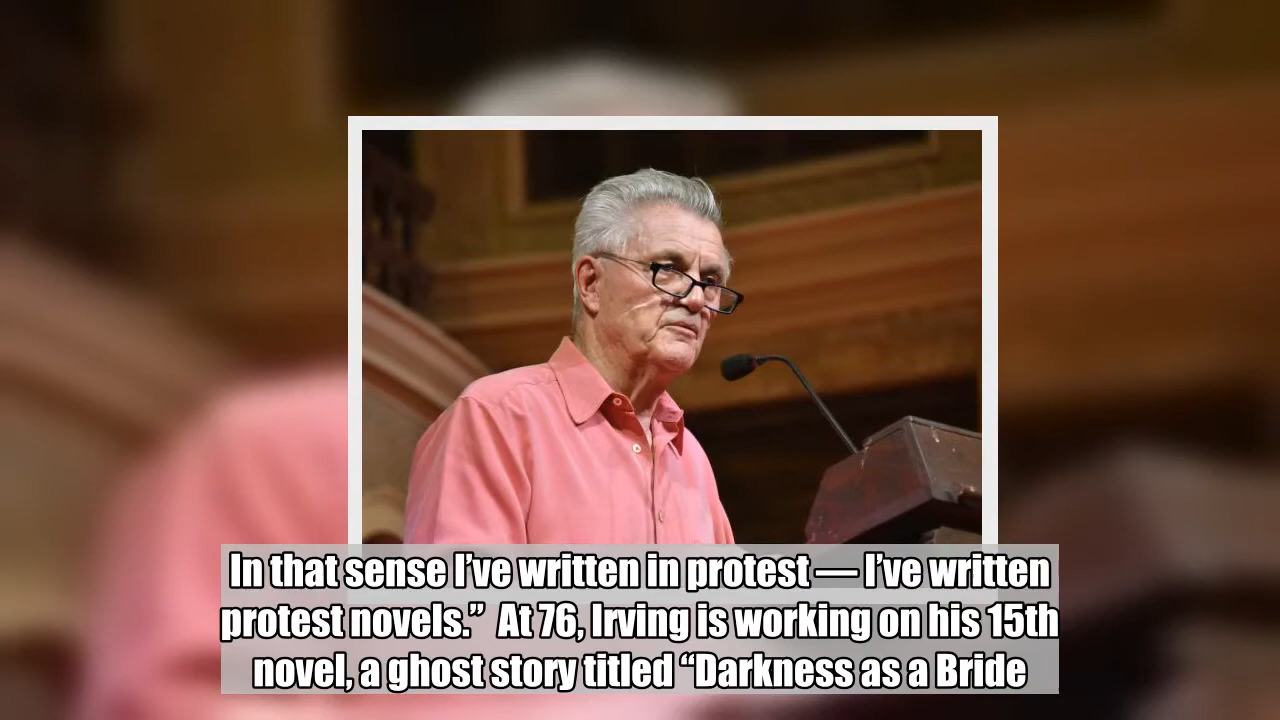 In that sense I’ve written in protest — I’ve written
protest novels.”  At 76, Irving is working on his 15th
novel, a ghost story titled “Darkness as a Bride